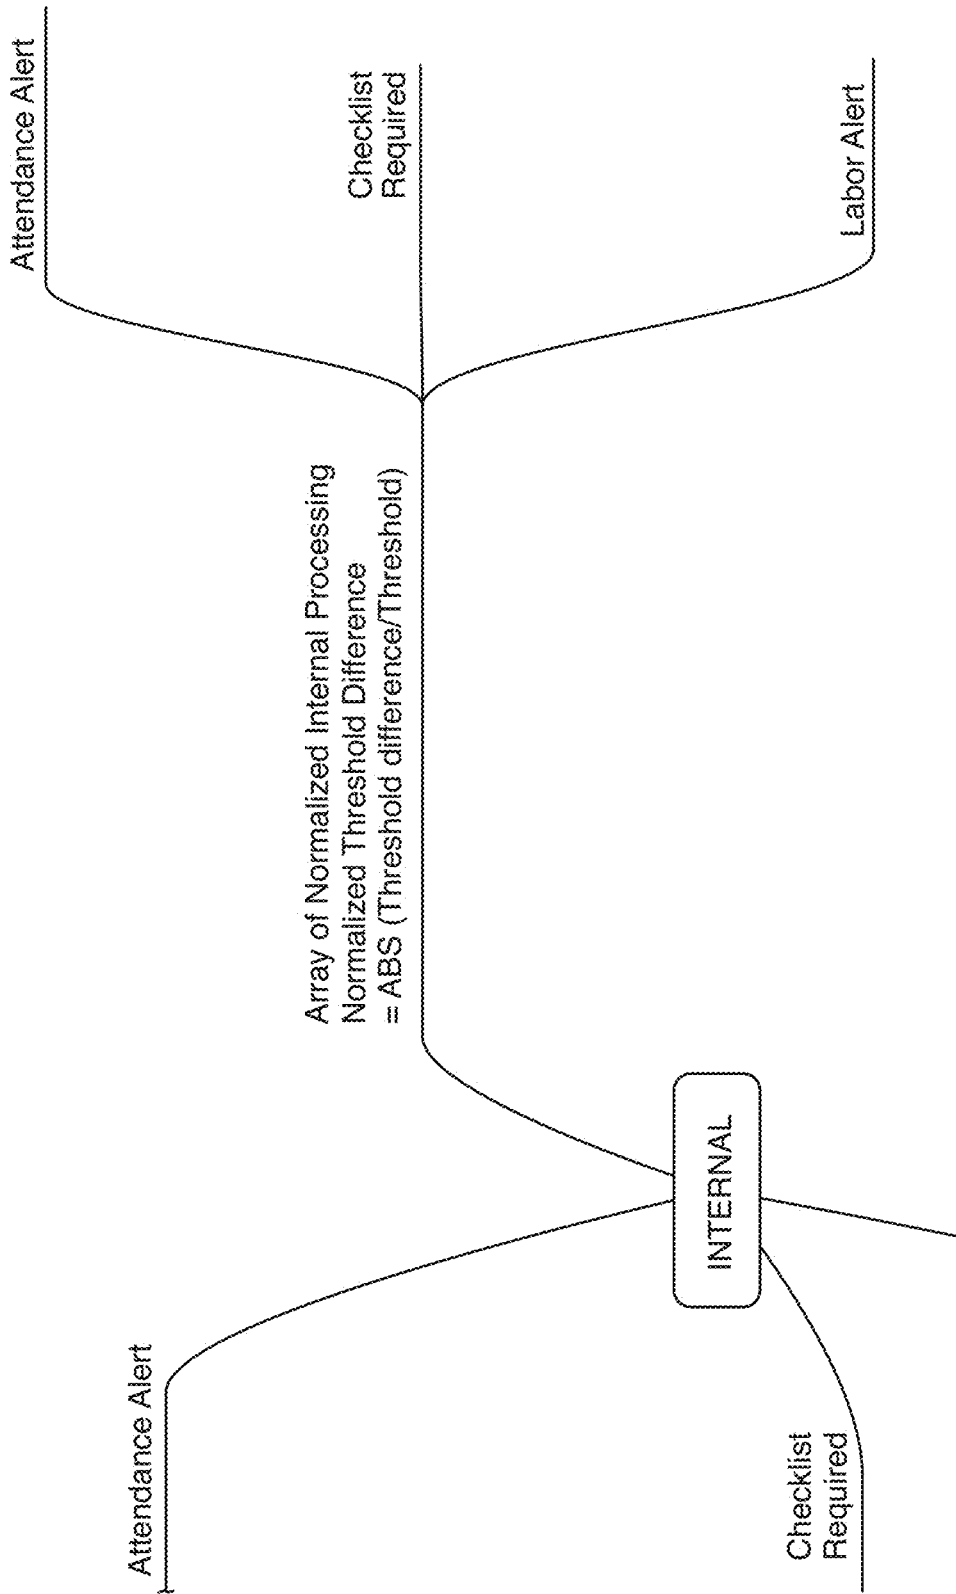 Attendance Alert
Attendance Alert
Array of Normalized Internal Processing
Normalized Threshold Difference
= ABS (Threshold difference/Threshold)
Checklist
Required
INTERNAL
Checklist
Required
Labor Alert